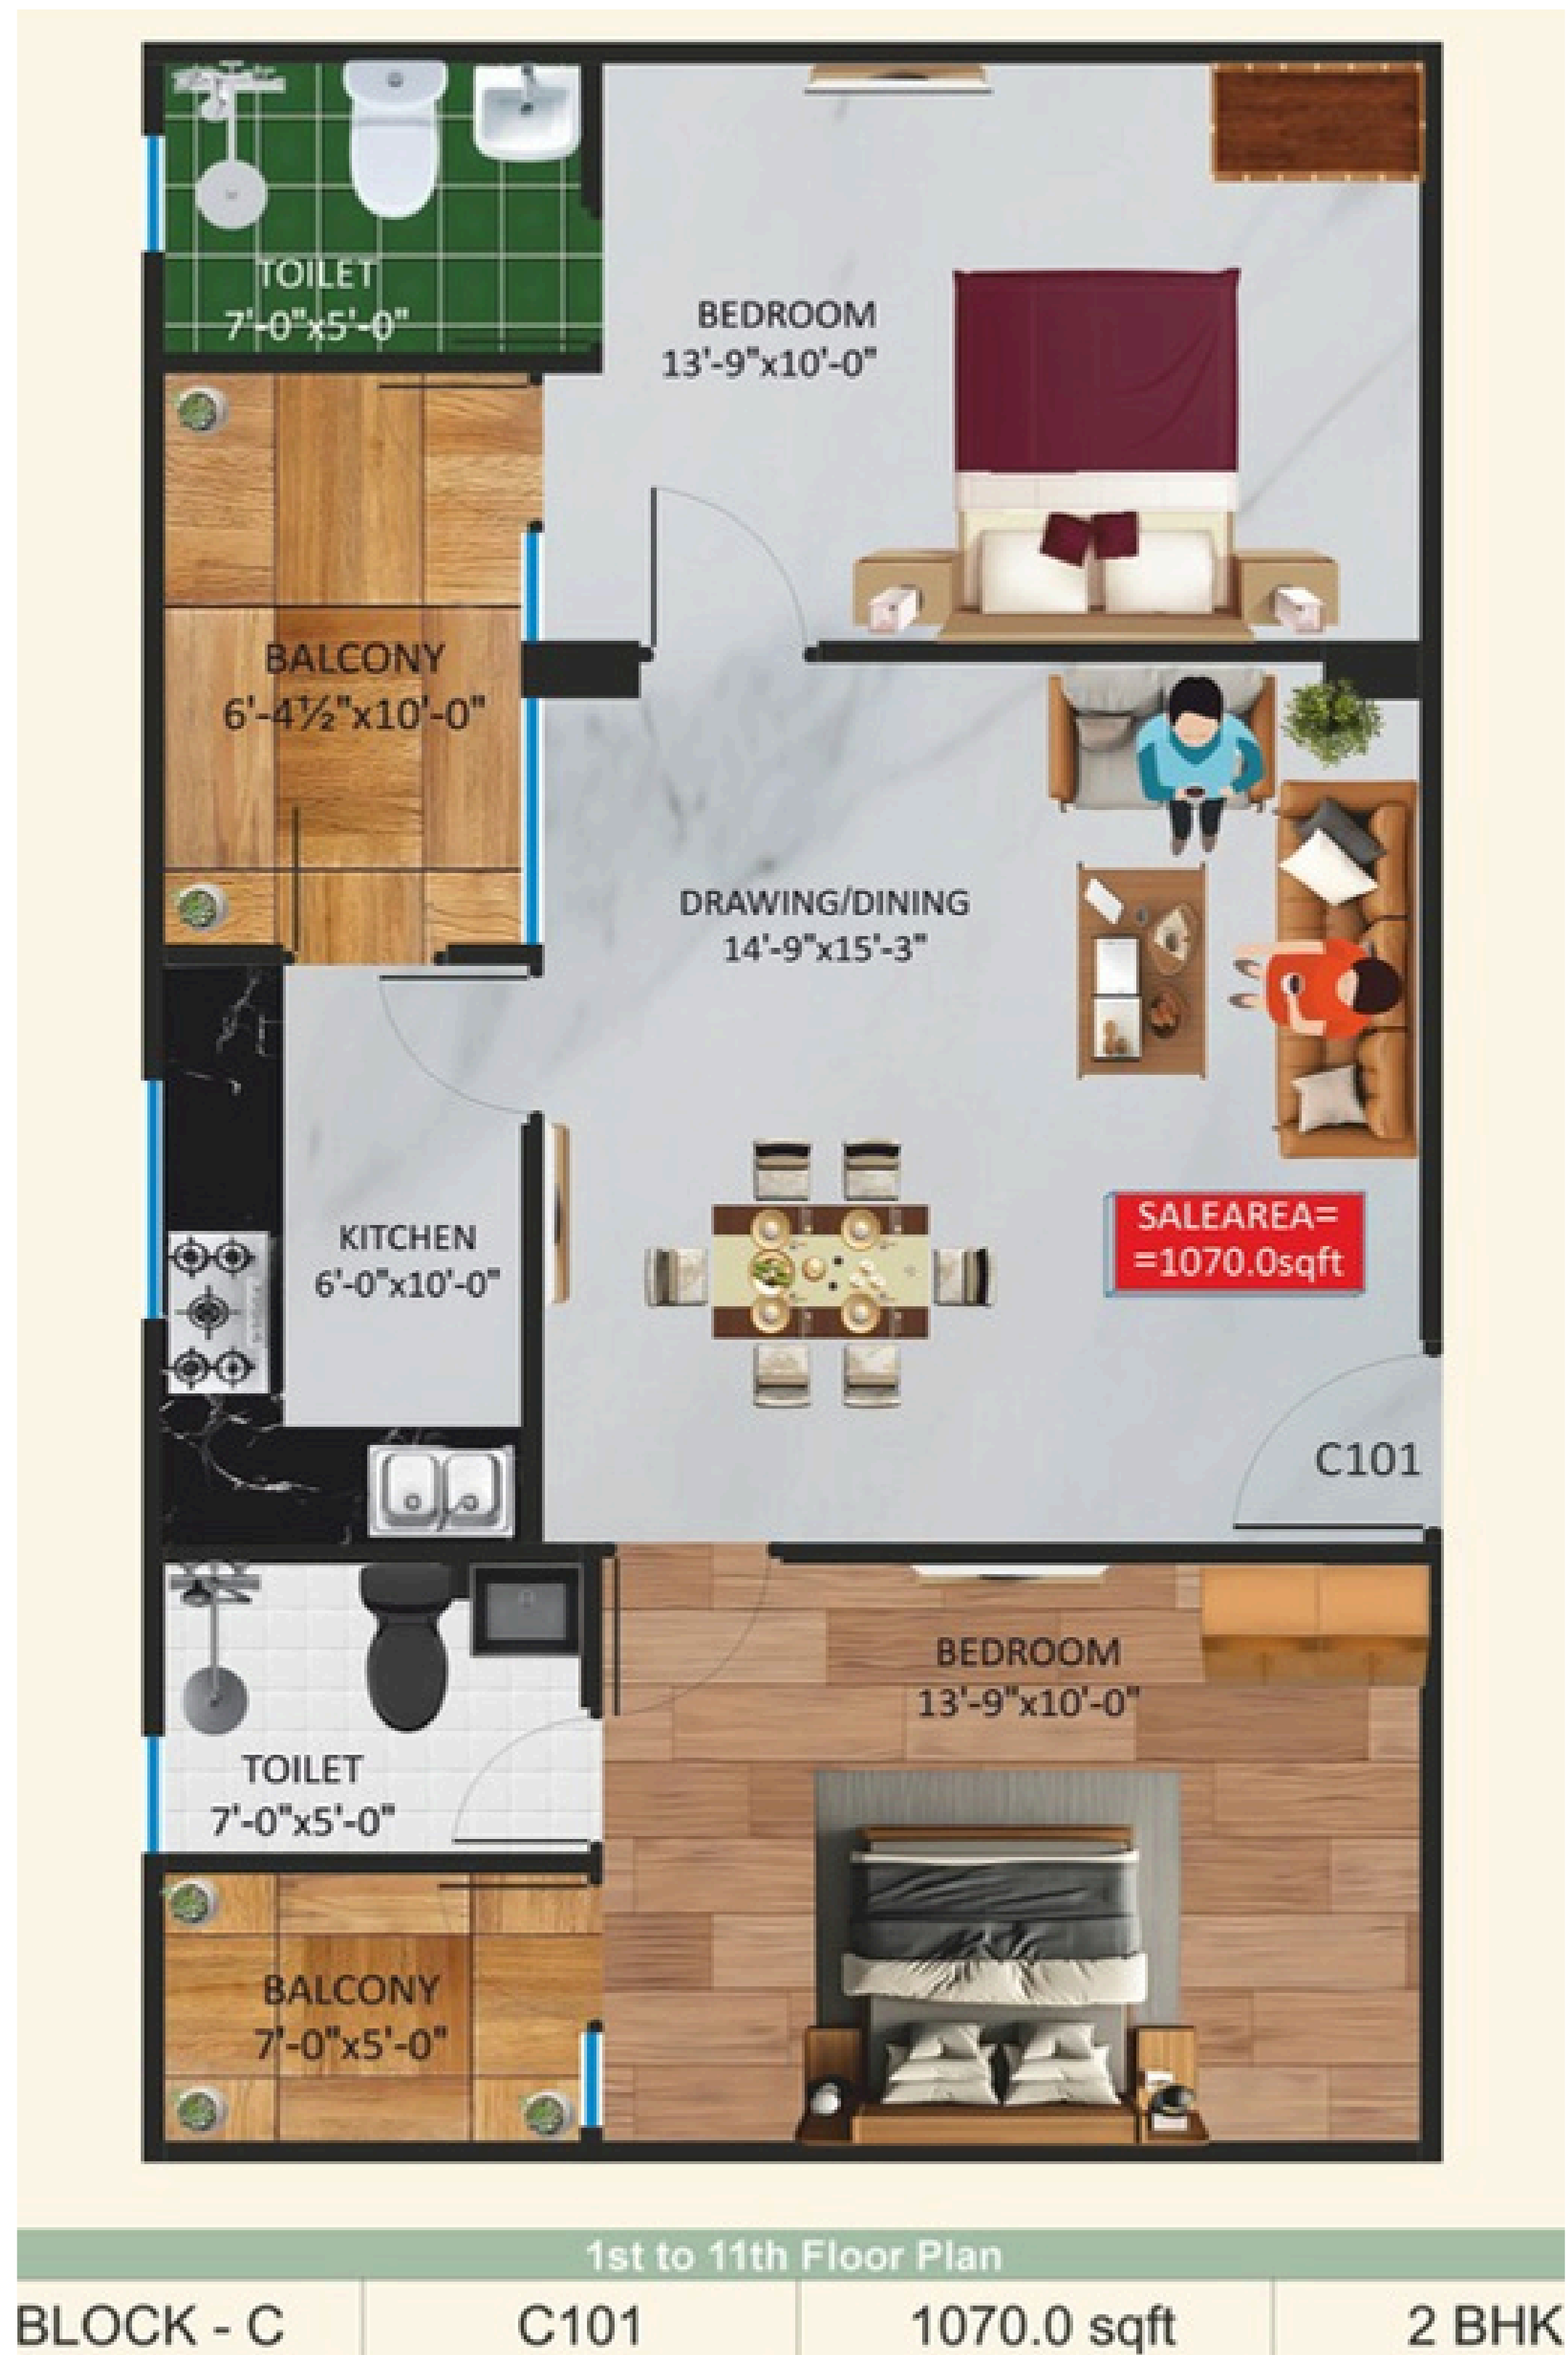 TOILET
7'-0"x5'-0"
BEDROOM
13'-9"x10'-0"
BALCONY
6'-4½"x10'-0"
DRAWING/DINING
14'-9"x15'-3"
KITCHEN
6'-0"x10'-0"
SALEAREA=
=1070.0sqft
C101
BEDROOM
13'-9"x10'-0"
TOILET
7'-0"x5'-0"
BALCONY
7'-0"x5'-0"
1st to 11th Floor Plan
BLOCK - C C101 1070.0 sqft 2 BHK